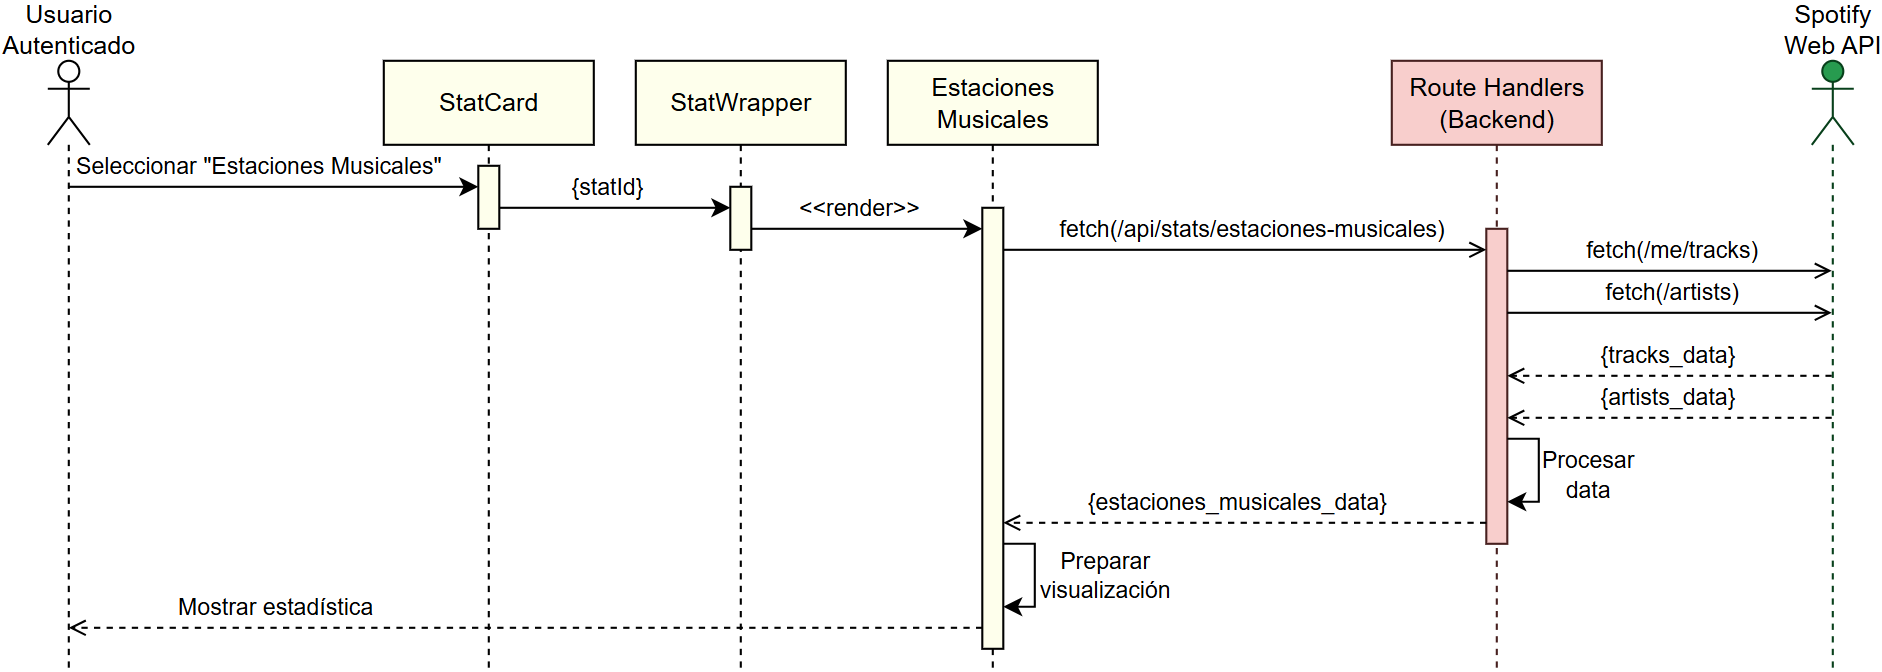 Usuario
Autenticado
Spotify
Web API
StatCard
StatWrapper
Estaciones
Musicales
Route Handlers
(Backend)
Seleccionar "Estaciones Musicales"
{statId}
<<render>>
fetch(/api/stats/estaciones-musicales)
fetch(/me/tracks)
fetch(/artists)
{tracks_data}
{artists_data}
Procesar
data
{estaciones_musicales_data}
Preparar
visualización
Mostrar estadística